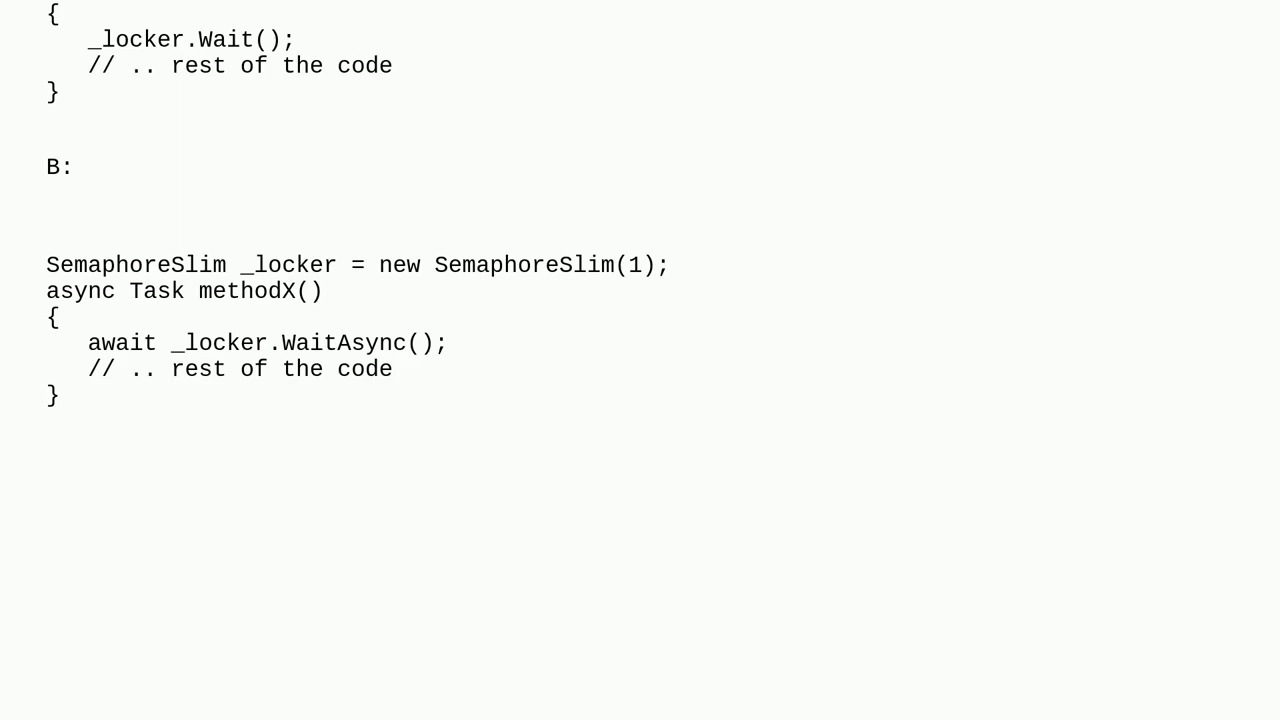 {
   _locker.Wait();
   // .. rest of the code
}
B:
SemaphoreSlim _locker = new SemaphoreSlim(1);
async Task methodX()
{
   await _locker.WaitAsync();
   // .. rest of the code
}